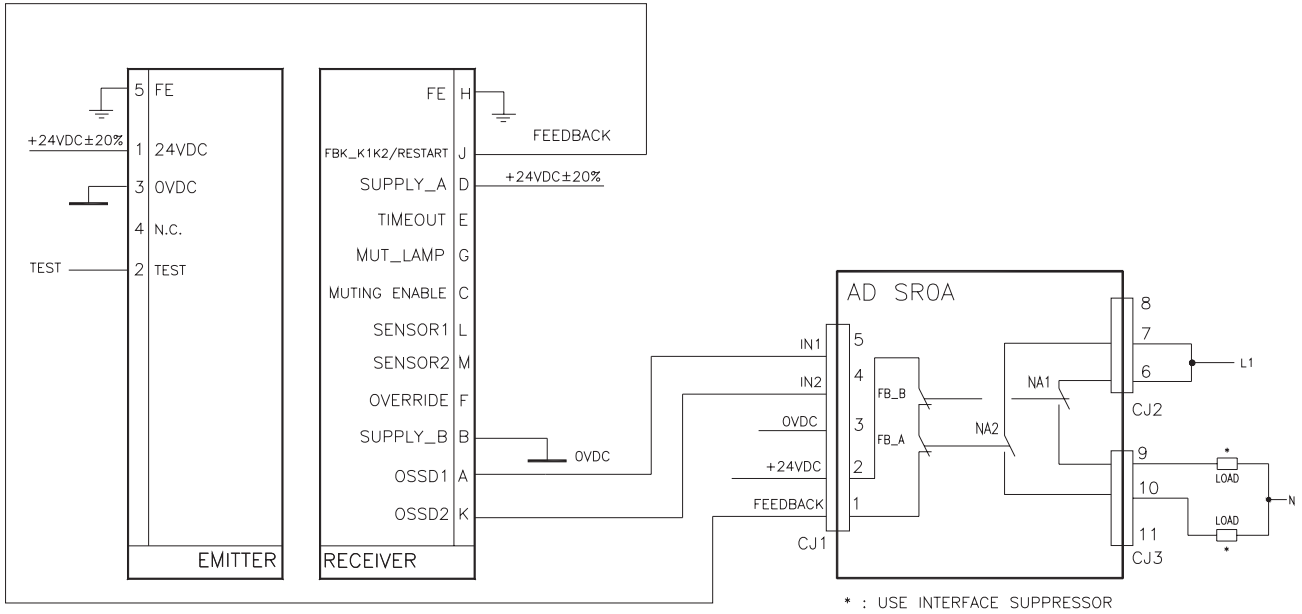 5 FE
+24VDC±20%
1 24VDC
3 0VDC
4 N.C.
TEST 2 TEST
EMITTER
FE H
FBK_K1K2/RESTART J
FEEDBACK
SUPPLY_A D
+24VDC±20%
TIMEOUT E
MUT_LAMP G
MUTING ENABLE C
SENSOR1 L
SENSOR2 M
OVERRIDE F
SUPPLY_B B
0VDC
OSSD1 A
OSSD2 K
RECEIVER
AD SROA
IN1
5
IN2
4
0VDC
3
+24VDC
2
FEEDBACK
1
CJ1
FB_B
FB_A
NA1
NA2
8
7
6
L1
CJ2
9
10
11
CJ3
*
LOAD
N
LOAD
*
* : USE INTERFACE SUPPRESSOR